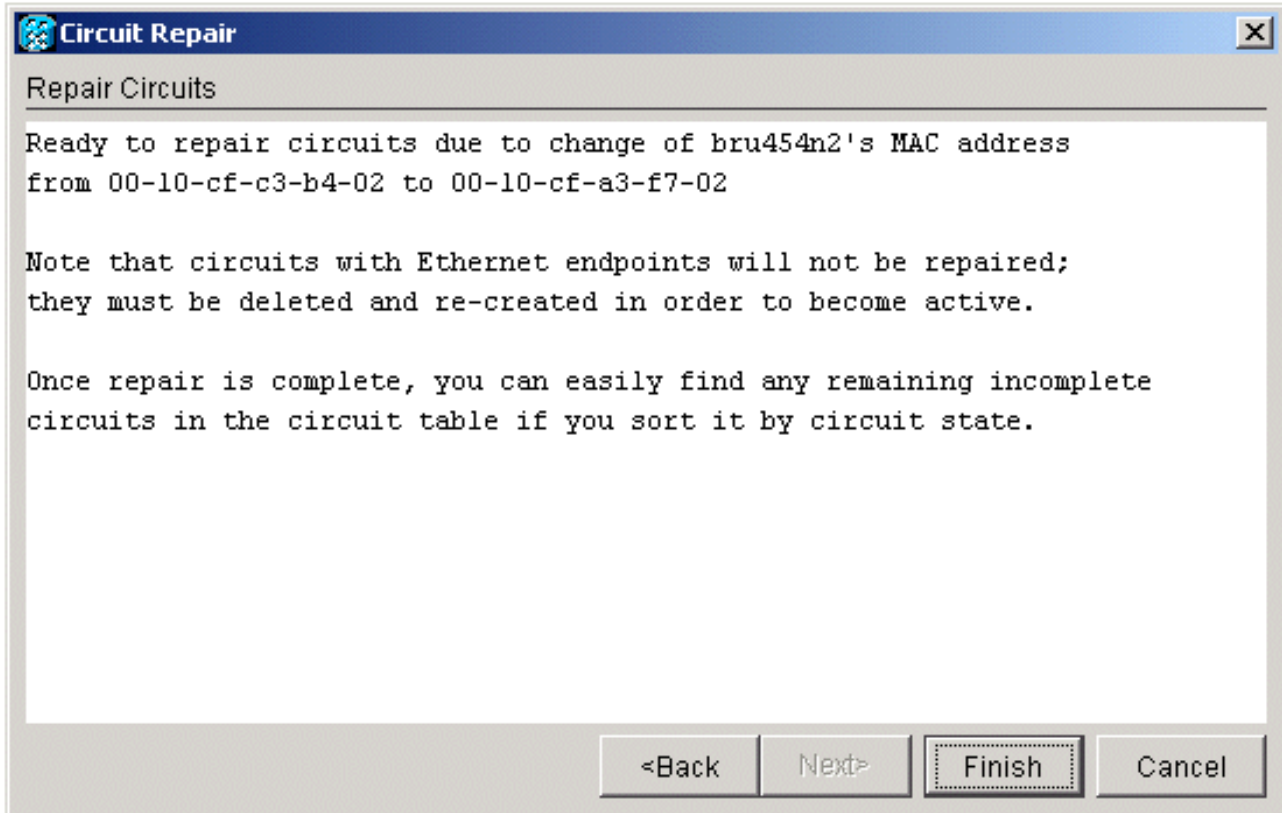 Circuit Repair
Repair Circuits
Ready to repair circuits due to change of bru454n2's MAC address
from 00-10-cf-c3-b4-02 to 00-10-cf-a3-f7-02
Note that circuits with Ethernet endpoints will not be repaired;
they must be deleted and re-created in order to become active.
Once repair is complete, you can easily find any remaining incomplete
circuits in the circuit table if you sort it by circuit state.
<Back Next> Finish Cancel